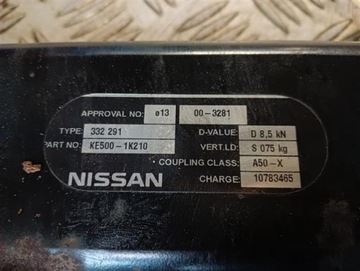 APPROVAL NO: e13 00-3281
TYPE: 332 291 D-VALUE: D 8,5 kN
PART NO: KE500-1K210 VERT.LD: S 075 kg
COUPLING CLASS: A50-X
NISSAN CHARGE: 10783465